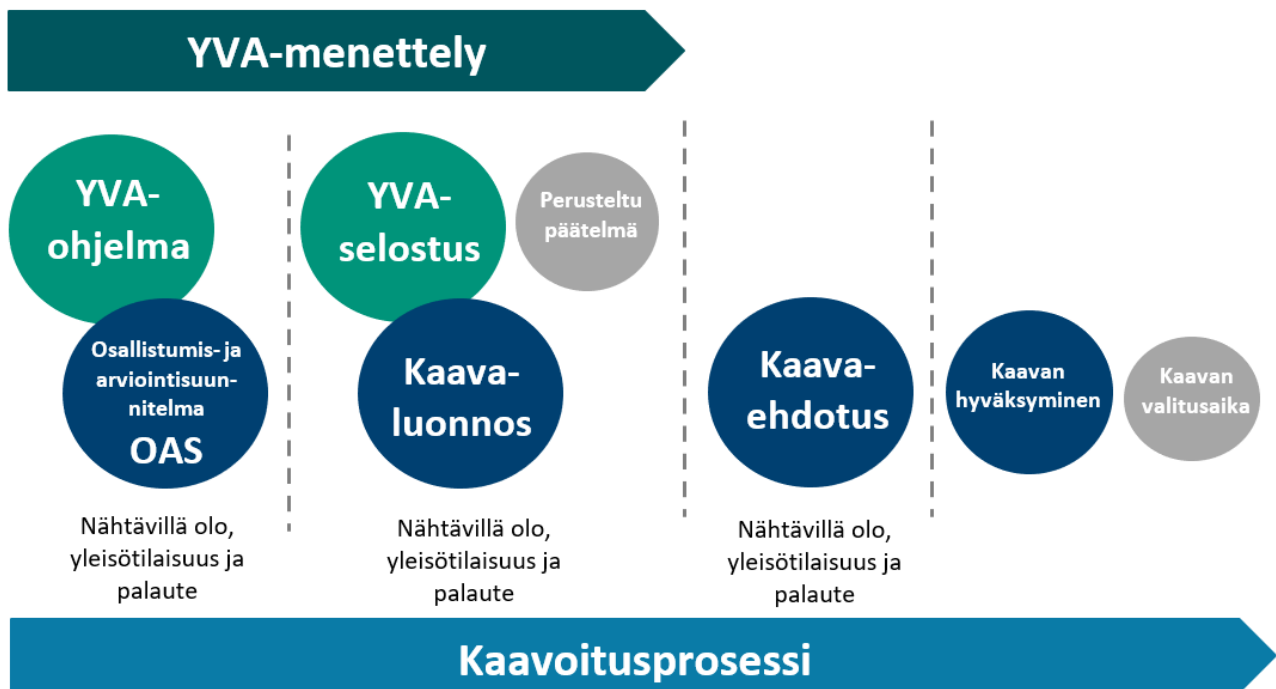 YVA-menettely
YVA-
ohjelma
Osallistumis- ja
arviointisuun-
nitelma
OAS
Nähtävillä olo,
yleisötilaisuus ja
palaute
YVA-
selostus
Perusteltu
päätelmä
Kaava-
luonnos
Nähtävillä olo,
yleisötilaisuus ja
palaute
Kaava-
ehdotus
Nähtävillä olo,
yleisötilaisuus ja
palaute
Kaavan
hyväksyminen
Kaavan
valitusaika
Kaavoitusprosessi